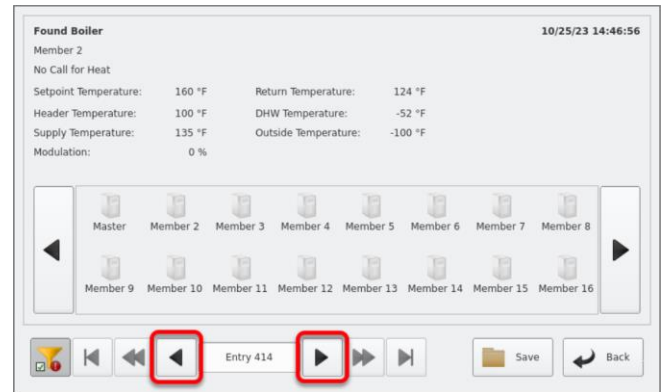 Found Boiler 10/25/23 14:46:56
Member 2
No Call for Heat
Setpoint Temperature: 160 °F Return Temperature: 124 °F
Header Temperature: 100 °F DHW Temperature: -52 °F
Supply Temperature: 135 °F Outside Temperature: -100 °F
Modulation: 0 %
Master Member 2 Member 3 Member 4 Member 5 Member 6 Member 7 Member 8
Member 9 Member 10 Member 11 Member 12 Member 13 Member 14 Member 15 Member 16
Entry 414 Save Back